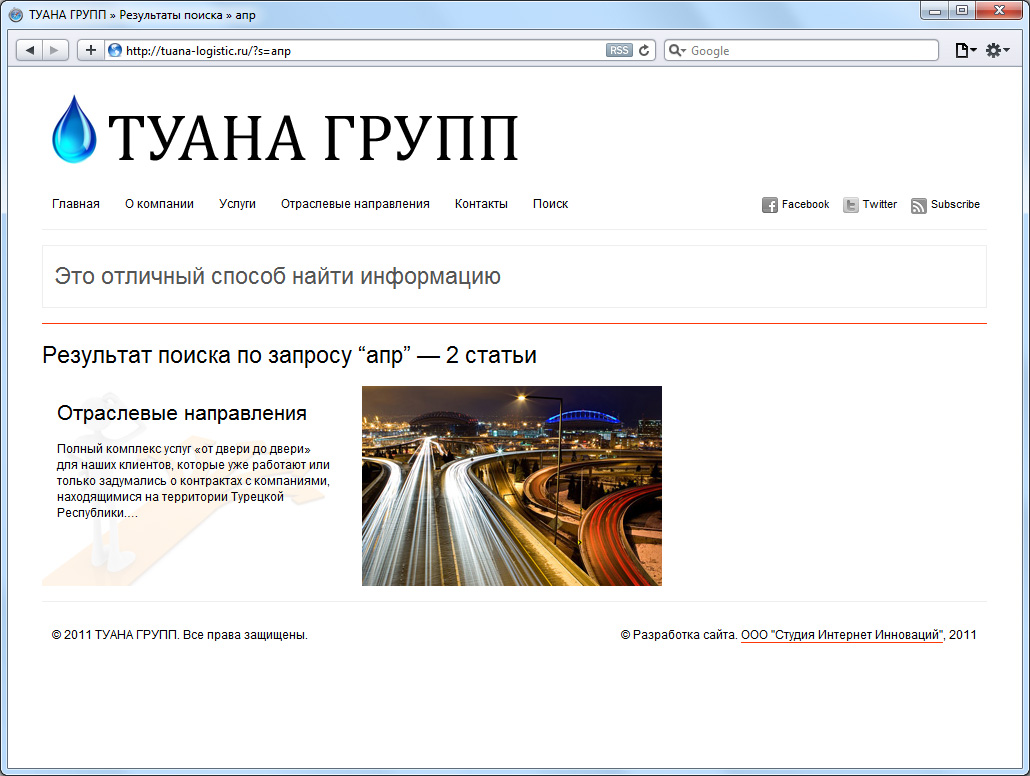 ТУАНА ГРУПП » Результаты поиска » апр
http://tuana-logistic.ru/?s=апр
RSS
Google
ТУАНА ГРУПП
Главная О компании Услуги Отраслевые направления Контакты Поиск Facebook Twitter Subscribe
Это отличный способ найти информацию
Результат поиска по запросу “апр” — 2 статьи
Отраслевые направления
Полный комплекс услуг «от двери до двери»
для наших клиентов, которые уже работают или
только задумались о контрактах с компаниями,
находящимися на территории Турецкой
Республики....
© 2011 ТУАНА ГРУПП. Все права защищены.
© Разработка сайта. ООО "Студия Интернет Инноваций", 2011